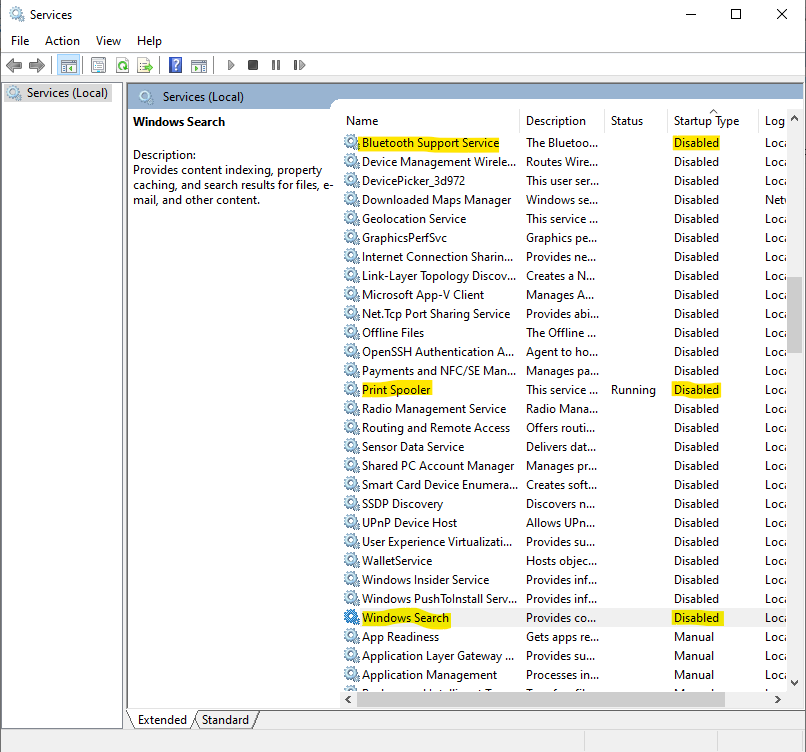 Services
File Action View Help
Services (Local)
Services (Local)
Windows Search
Description:
Provides content indexing, property
caching, and search results for files, e-
mail, and other content.
Name Description Status Startup Type Log
Bluetooth Support Service The Bluetoo... Disabled Loca
Device Management Wirele... Routes Wire... Disabled Loca
DevicePicker_3d972 This user ser... Disabled Loca
Downloaded Maps Manager Windows se... Disabled Netw
Geolocation Service This service ... Disabled Loca
GraphicsPerfSvc Graphics pe... Disabled Loca
Internet Connection Sharin... Provides ne... Disabled Loca
Link-Layer Topology Discov... Creates a N... Disabled Loca
Microsoft App-V Client Manages A... Disabled Loca
Net.Tcp Port Sharing Service Provides abi... Disabled Loca
Offline Files The Offline ... Disabled Loca
OpenSSH Authentication A... Agent to ho... Disabled Loca
Payments and NFC/SE Man... Manages pa... Disabled Loca
Print Spooler This service ... Running Disabled Loca
Radio Management Service Radio Mana... Disabled Loca
Routing and Remote Access Offers routi... Disabled Loca
Sensor Data Service Delivers dat... Disabled Loca
Shared PC Account Manager Manages pr... Disabled Loca
Smart Card Device Enumera... Creates soft... Disabled Loca
SSDP Discovery Discovers n... Disabled Loca
UPnP Device Host Allows UPn... Disabled Loca
User Experience Virtualizati... Provides su... Disabled Loca
WalletService Hosts objec... Disabled Loca
Windows Insider Service Provides inf... Disabled Loca
Windows PushToInstall Serv... Provides inf... Disabled Loca
Windows Search Provides co... Disabled Loca
App Readiness Gets apps re... Manual Loca
Application Layer Gateway ... Provides su... Manual Loca
Application Management Processes in... Manual Loca
Extended Standard